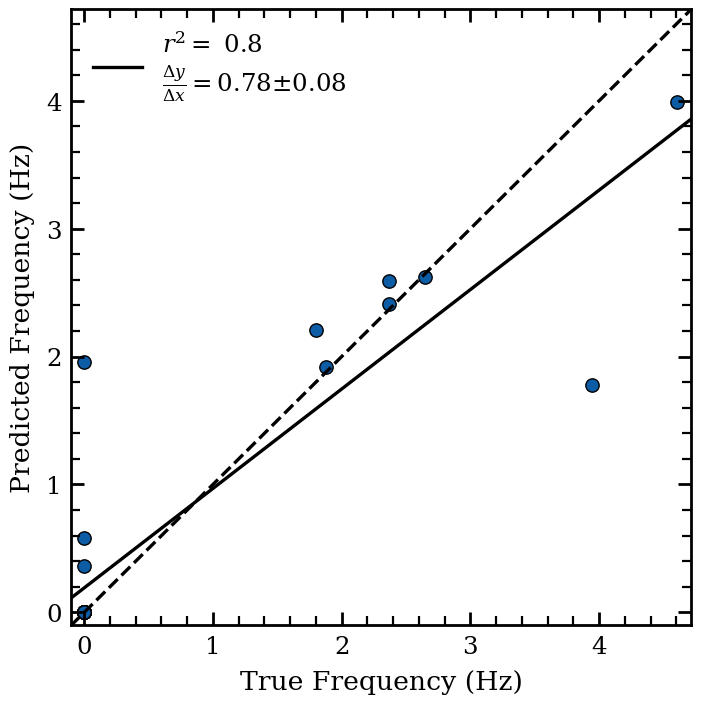 r² = 0.8
Δy/Δx = 0.78±0.08
4
3
2
1
0
Predicted Frequency (Hz)
0 1 2 3 4
True Frequency (Hz)